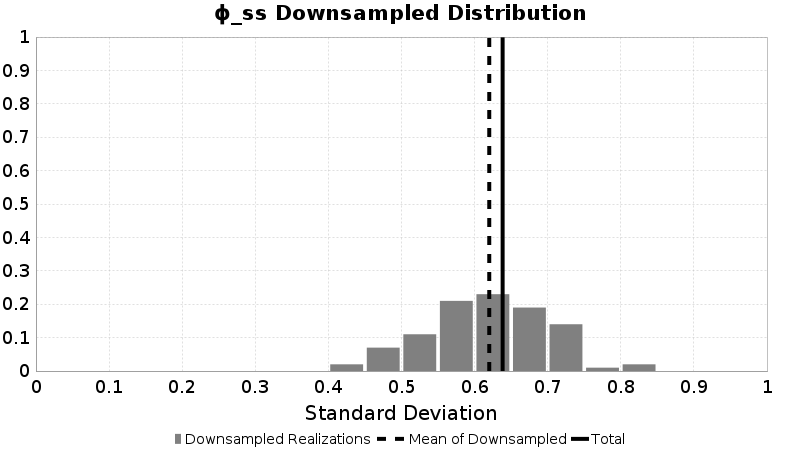 ϕ_ss Downsampled Distribution
1
0.9
0.8
0.7
0.6
0.5
0.4
0.3
0.2
0.1
0
0 0.1 0.2 0.3 0.4 0.5 0.6 0.7 0.8 0.9 1
Standard Deviation
Downsampled Realizations Mean of Downsampled Total